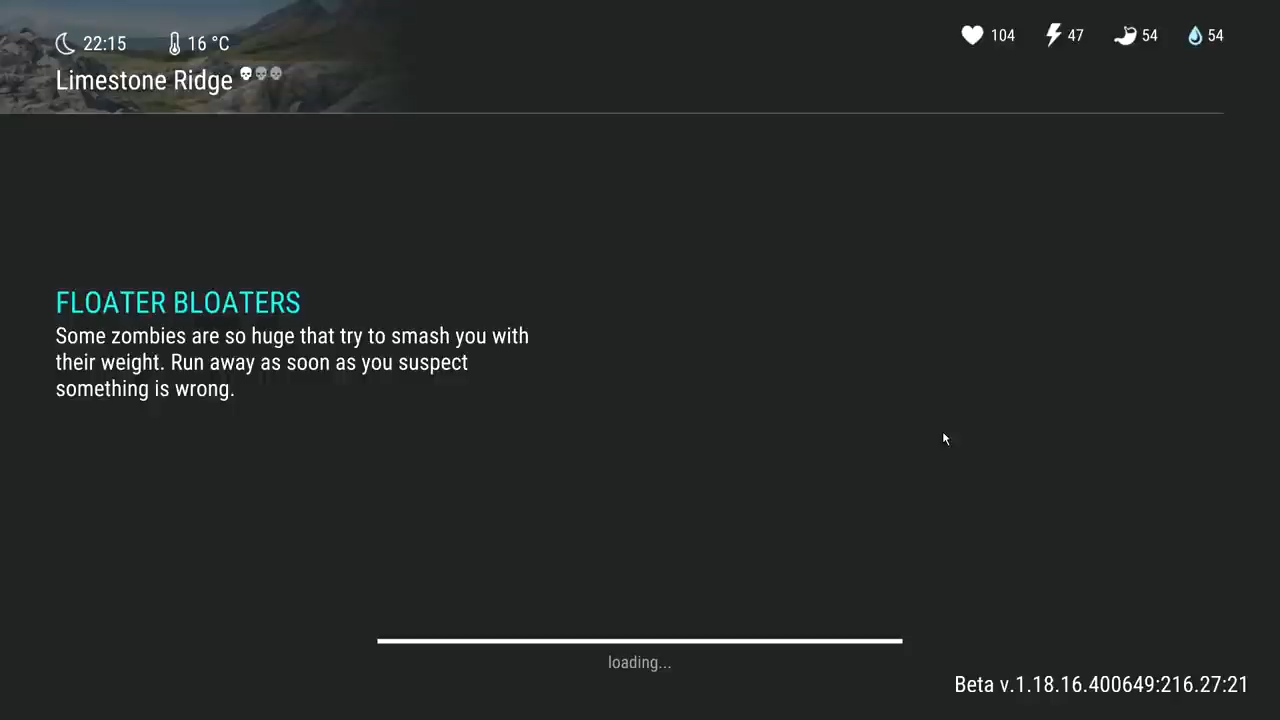 22:15 16 °C
104 47 54 54
Limestone Ridge
FLOATER BLOATERS
Some zombies are so huge that try to smash you with
their weight. Run away as soon as you suspect
something is wrong.
loading...
Beta v.1.18.16.400649:216.27:21